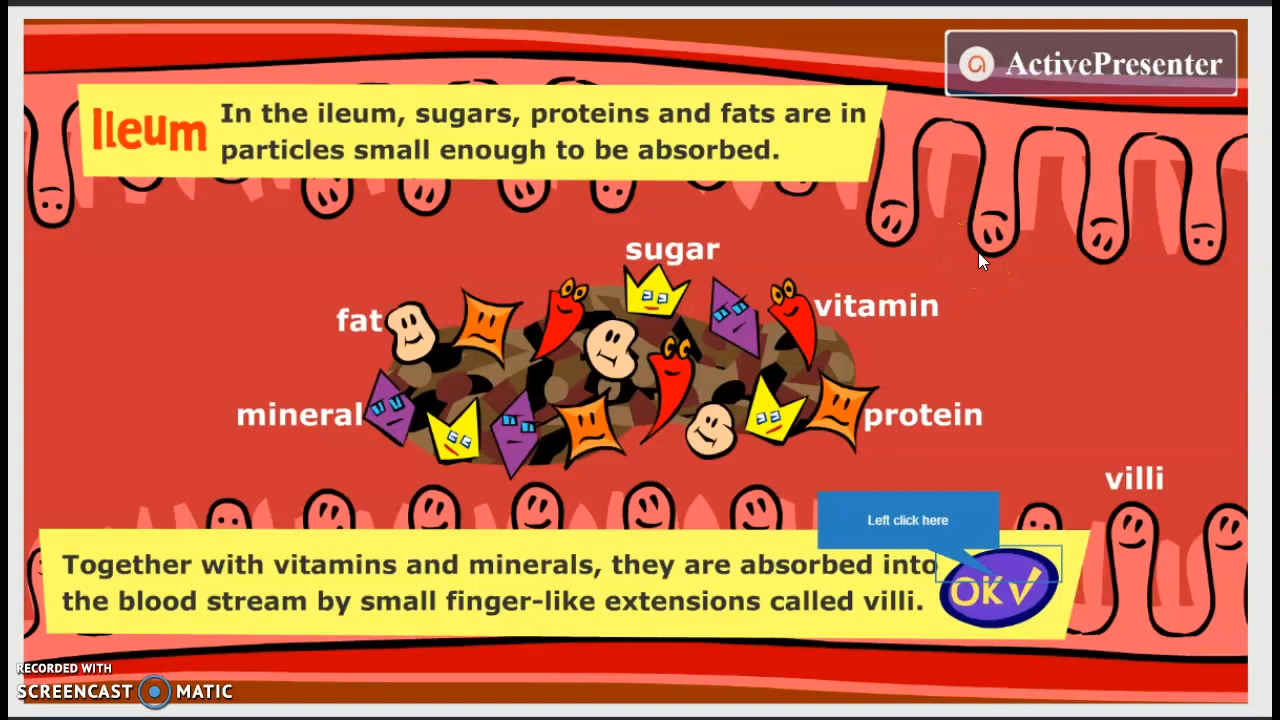 ActivePresenter
Ileum
In the ileum, sugars, proteins and fats are in
particles small enough to be absorbed.
sugar
fat
vitamin
mineral
protein
villi
Left click here
Together with vitamins and minerals, they are absorbed into
the blood stream by small finger-like extensions called villi.
OK
RECORDED WITH
SCREENCAST MATIC